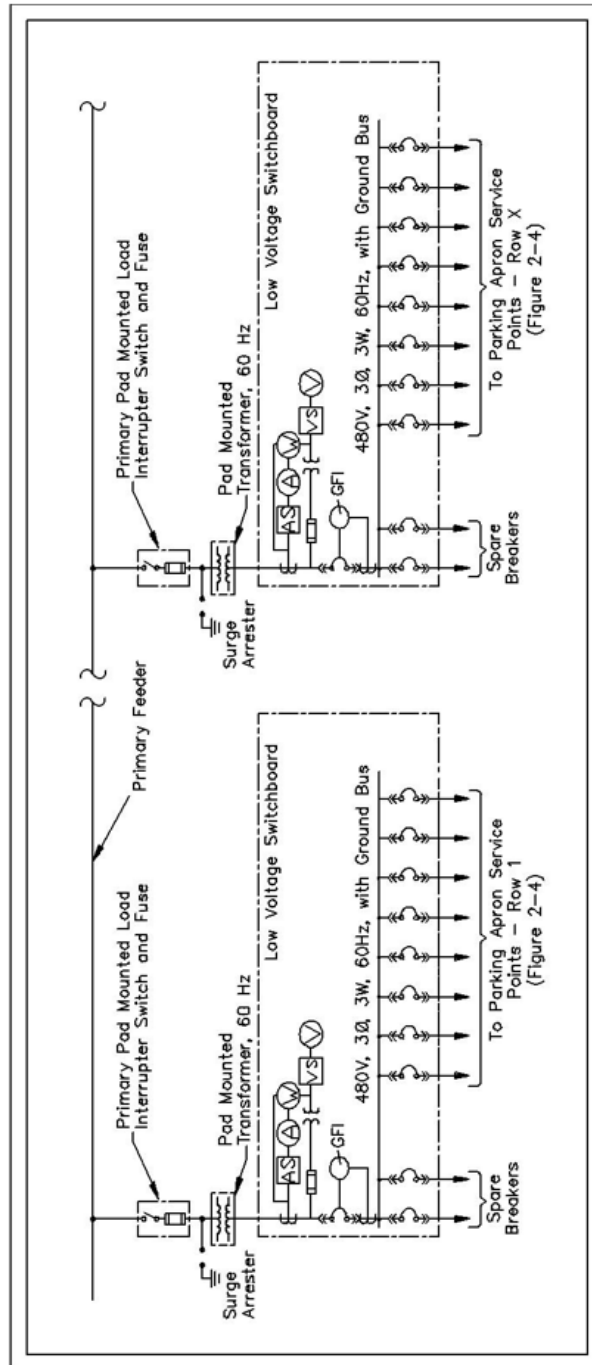 Primary Feeder
Primary Pad Mounted Load
Interrupter Switch and Fuse
Surge
Arrester
Pad Mounted
Transformer, 60 Hz
Low Voltage Switchboard
AS
A
W
VS
V
GFI
480V, 3Ø, 3W, 60Hz, with Ground Bus
Spare
Breakers
To Parking Apron Service
Points – Row 1
(Figure 2–4)
Primary Pad Mounted Load
Interrupter Switch and Fuse
Surge
Arrester
Pad Mounted
Transformer, 60 Hz
Low Voltage Switchboard
AS
A
W
VS
V
GFI
480V, 3Ø, 3W, 60Hz, with Ground Bus
Spare
Breakers
To Parking Apron Service
Points – Row X
(Figure 2–4)